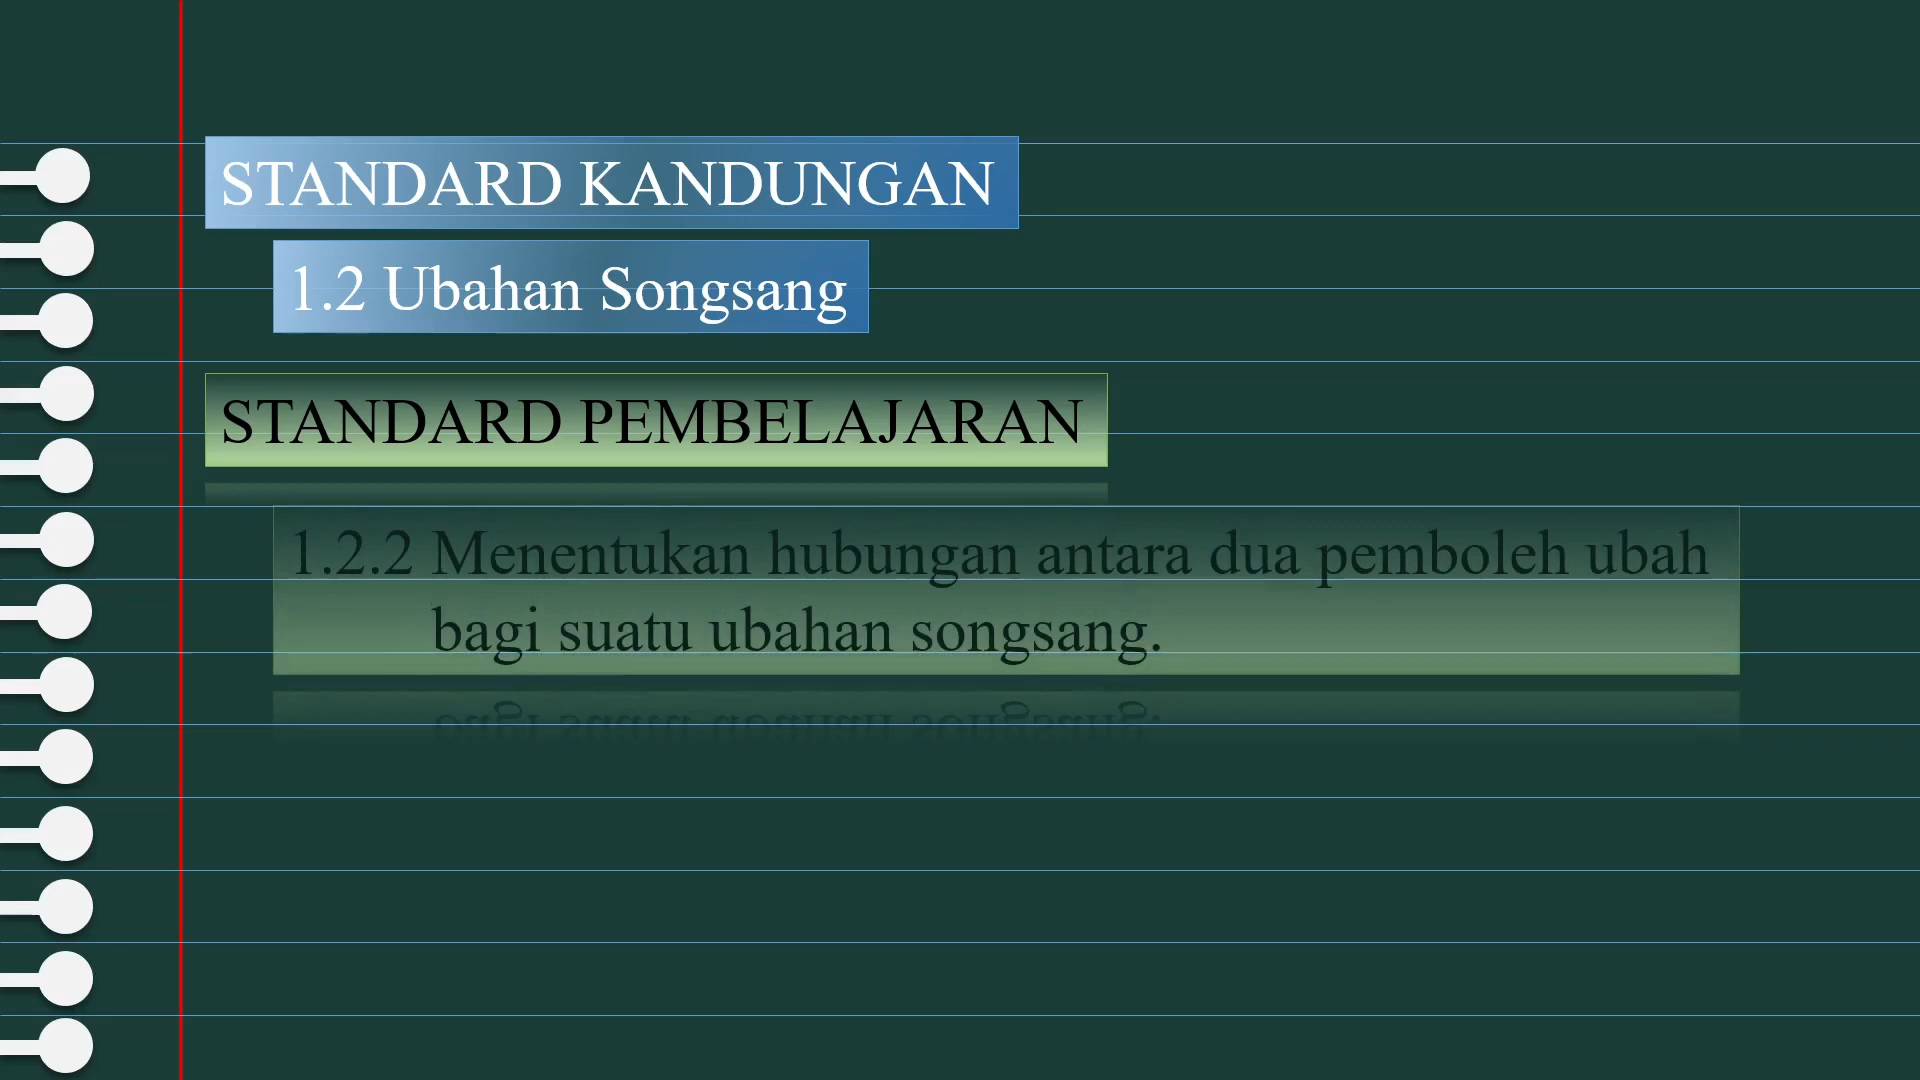 STANDARD KANDUNGAN
1.2 Ubahan Songsang
STANDARD PEMBELAJARAN
1.2.2 Menentukan hubungan antara dua pemboleh ubah
bagi suatu ubahan songsang.